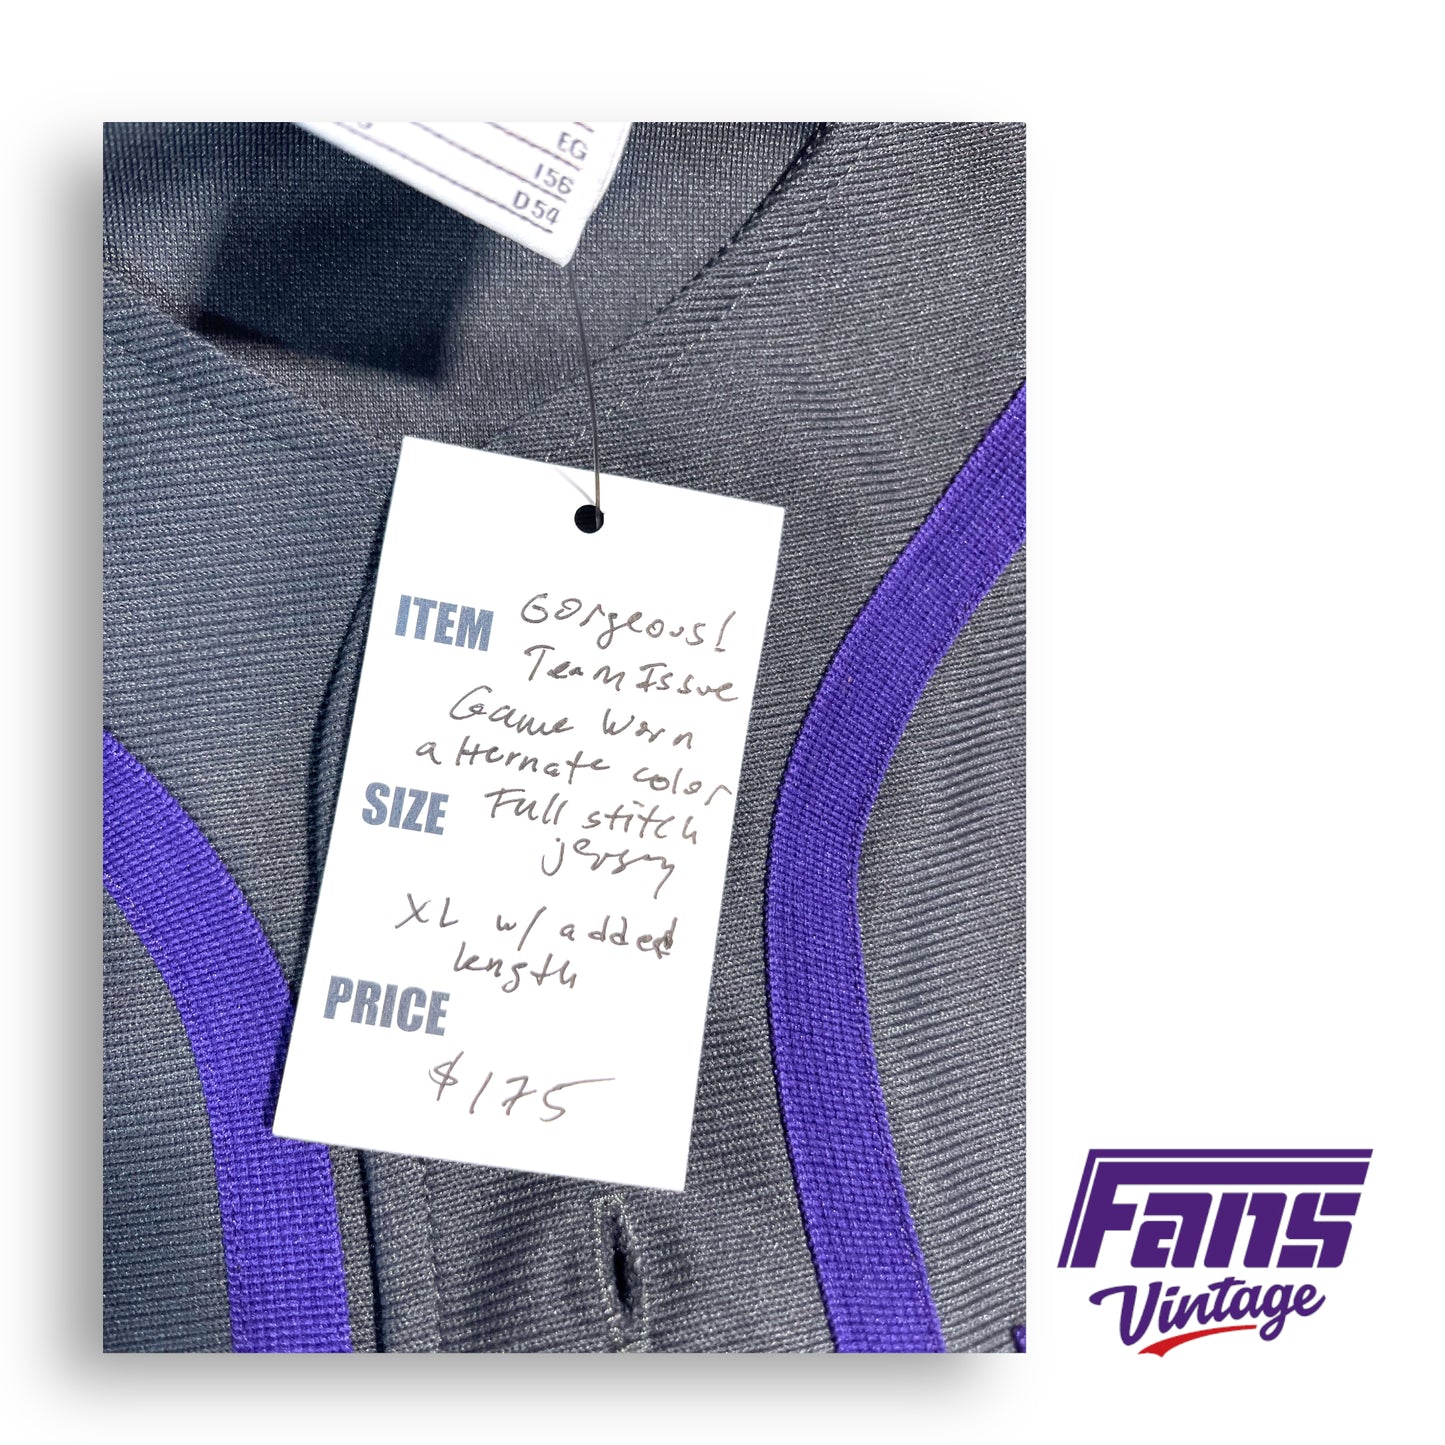 EG
156
D54
ITEM Gorgeous!
Team Issue
Game Worn
alternate color
SIZE Full stitch
jersey
XL w/ added
length
PRICE
$175
Fans
Vintage